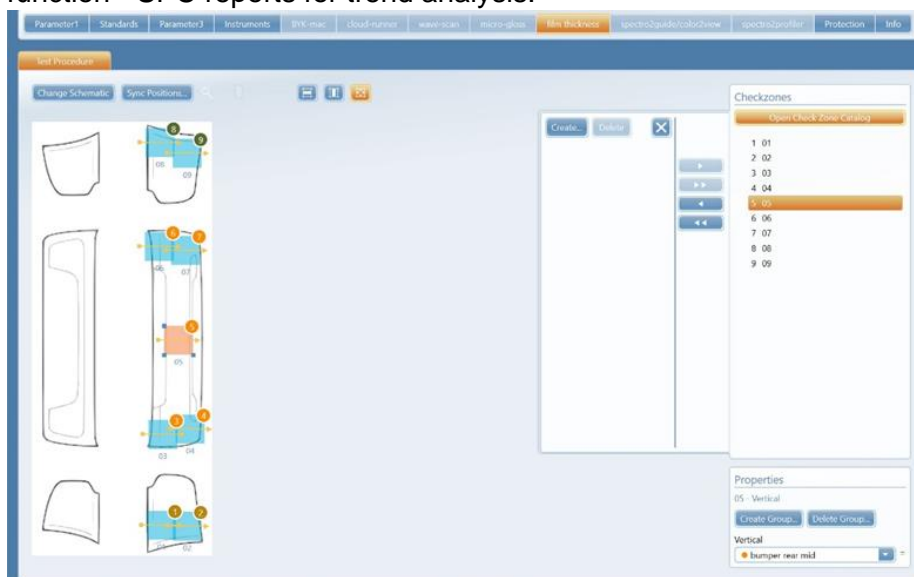 function - SPC reports for trend analysis.
Parameter1 Standards Parameter3 Instruments BYK-mac cloud-runner wave-scan micro-gloss film thickness spectro2guide/color2view spectro2profiler Protection Info
Test Procedure
Change Schematic Sync Positions...
Create... Delete
Checkzones
Open Check Zone Catalog
1 01
2 02
3 03
4 04
5 05
6 06
7 07
8 08
9 09
8
9
08
09
6
7
06
07
5
05
3
4
03
04
1
2
01
02
Properties
05 - Vertical
Create Group... Delete Group...
Vertical
bumper rear mid